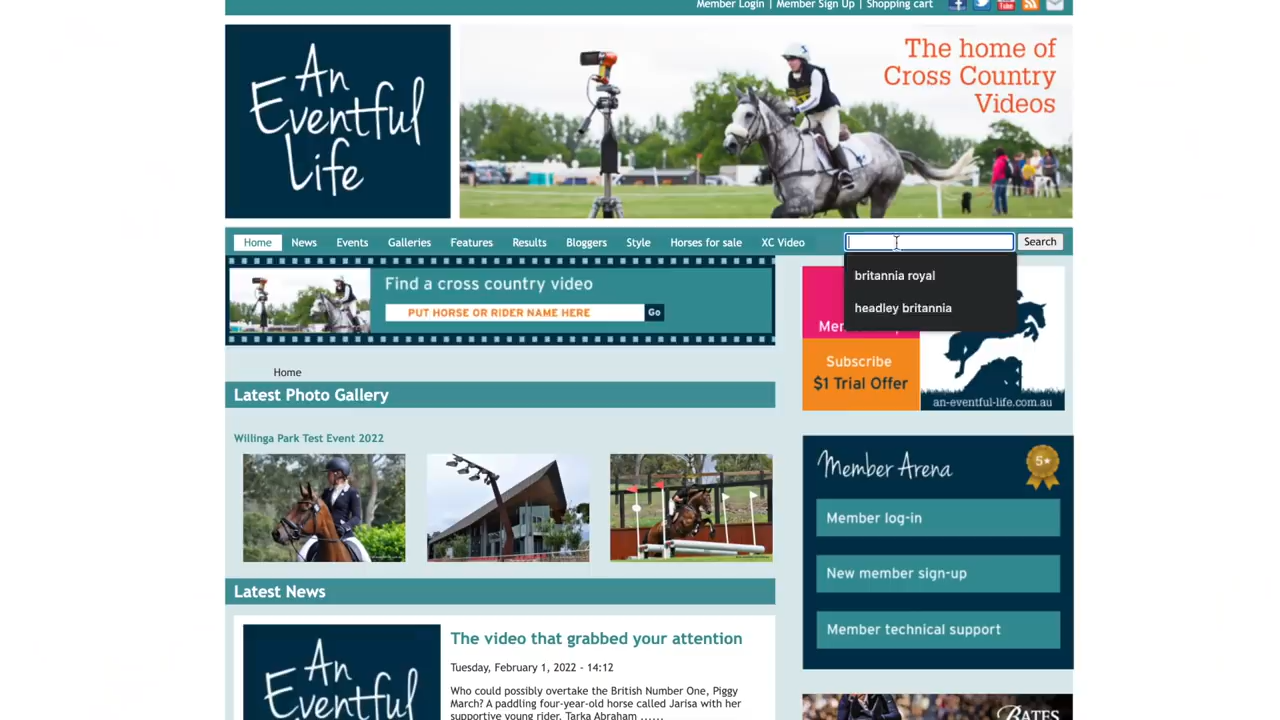 Member Login | Member Sign Up | Shopping cart
An
Eventful
Life
The home of
Cross Country
Videos
Home News Events Galleries Features Results Bloggers Style Horses for sale XC Video
Search
britannia royal
headley britannia
Find a cross country video
PUT HORSE OR RIDER NAME HERE
Go
Subscribe
$1 Trial Offer
an-eventful-life.com.au
Home
Latest Photo Gallery
Willinga Park Test Event 2022
Member Arena
5*
Member log-in
New member sign-up
Member technical support
Latest News
An
Eventful
The video that grabbed your attention
Tuesday, February 1, 2022 - 14:12
Who could possibly overtake the British Number One, Piggy
March? A paddling four-year-old horse called Jarisa with her
supportive young rider, Tarka Abraham ......
BATES